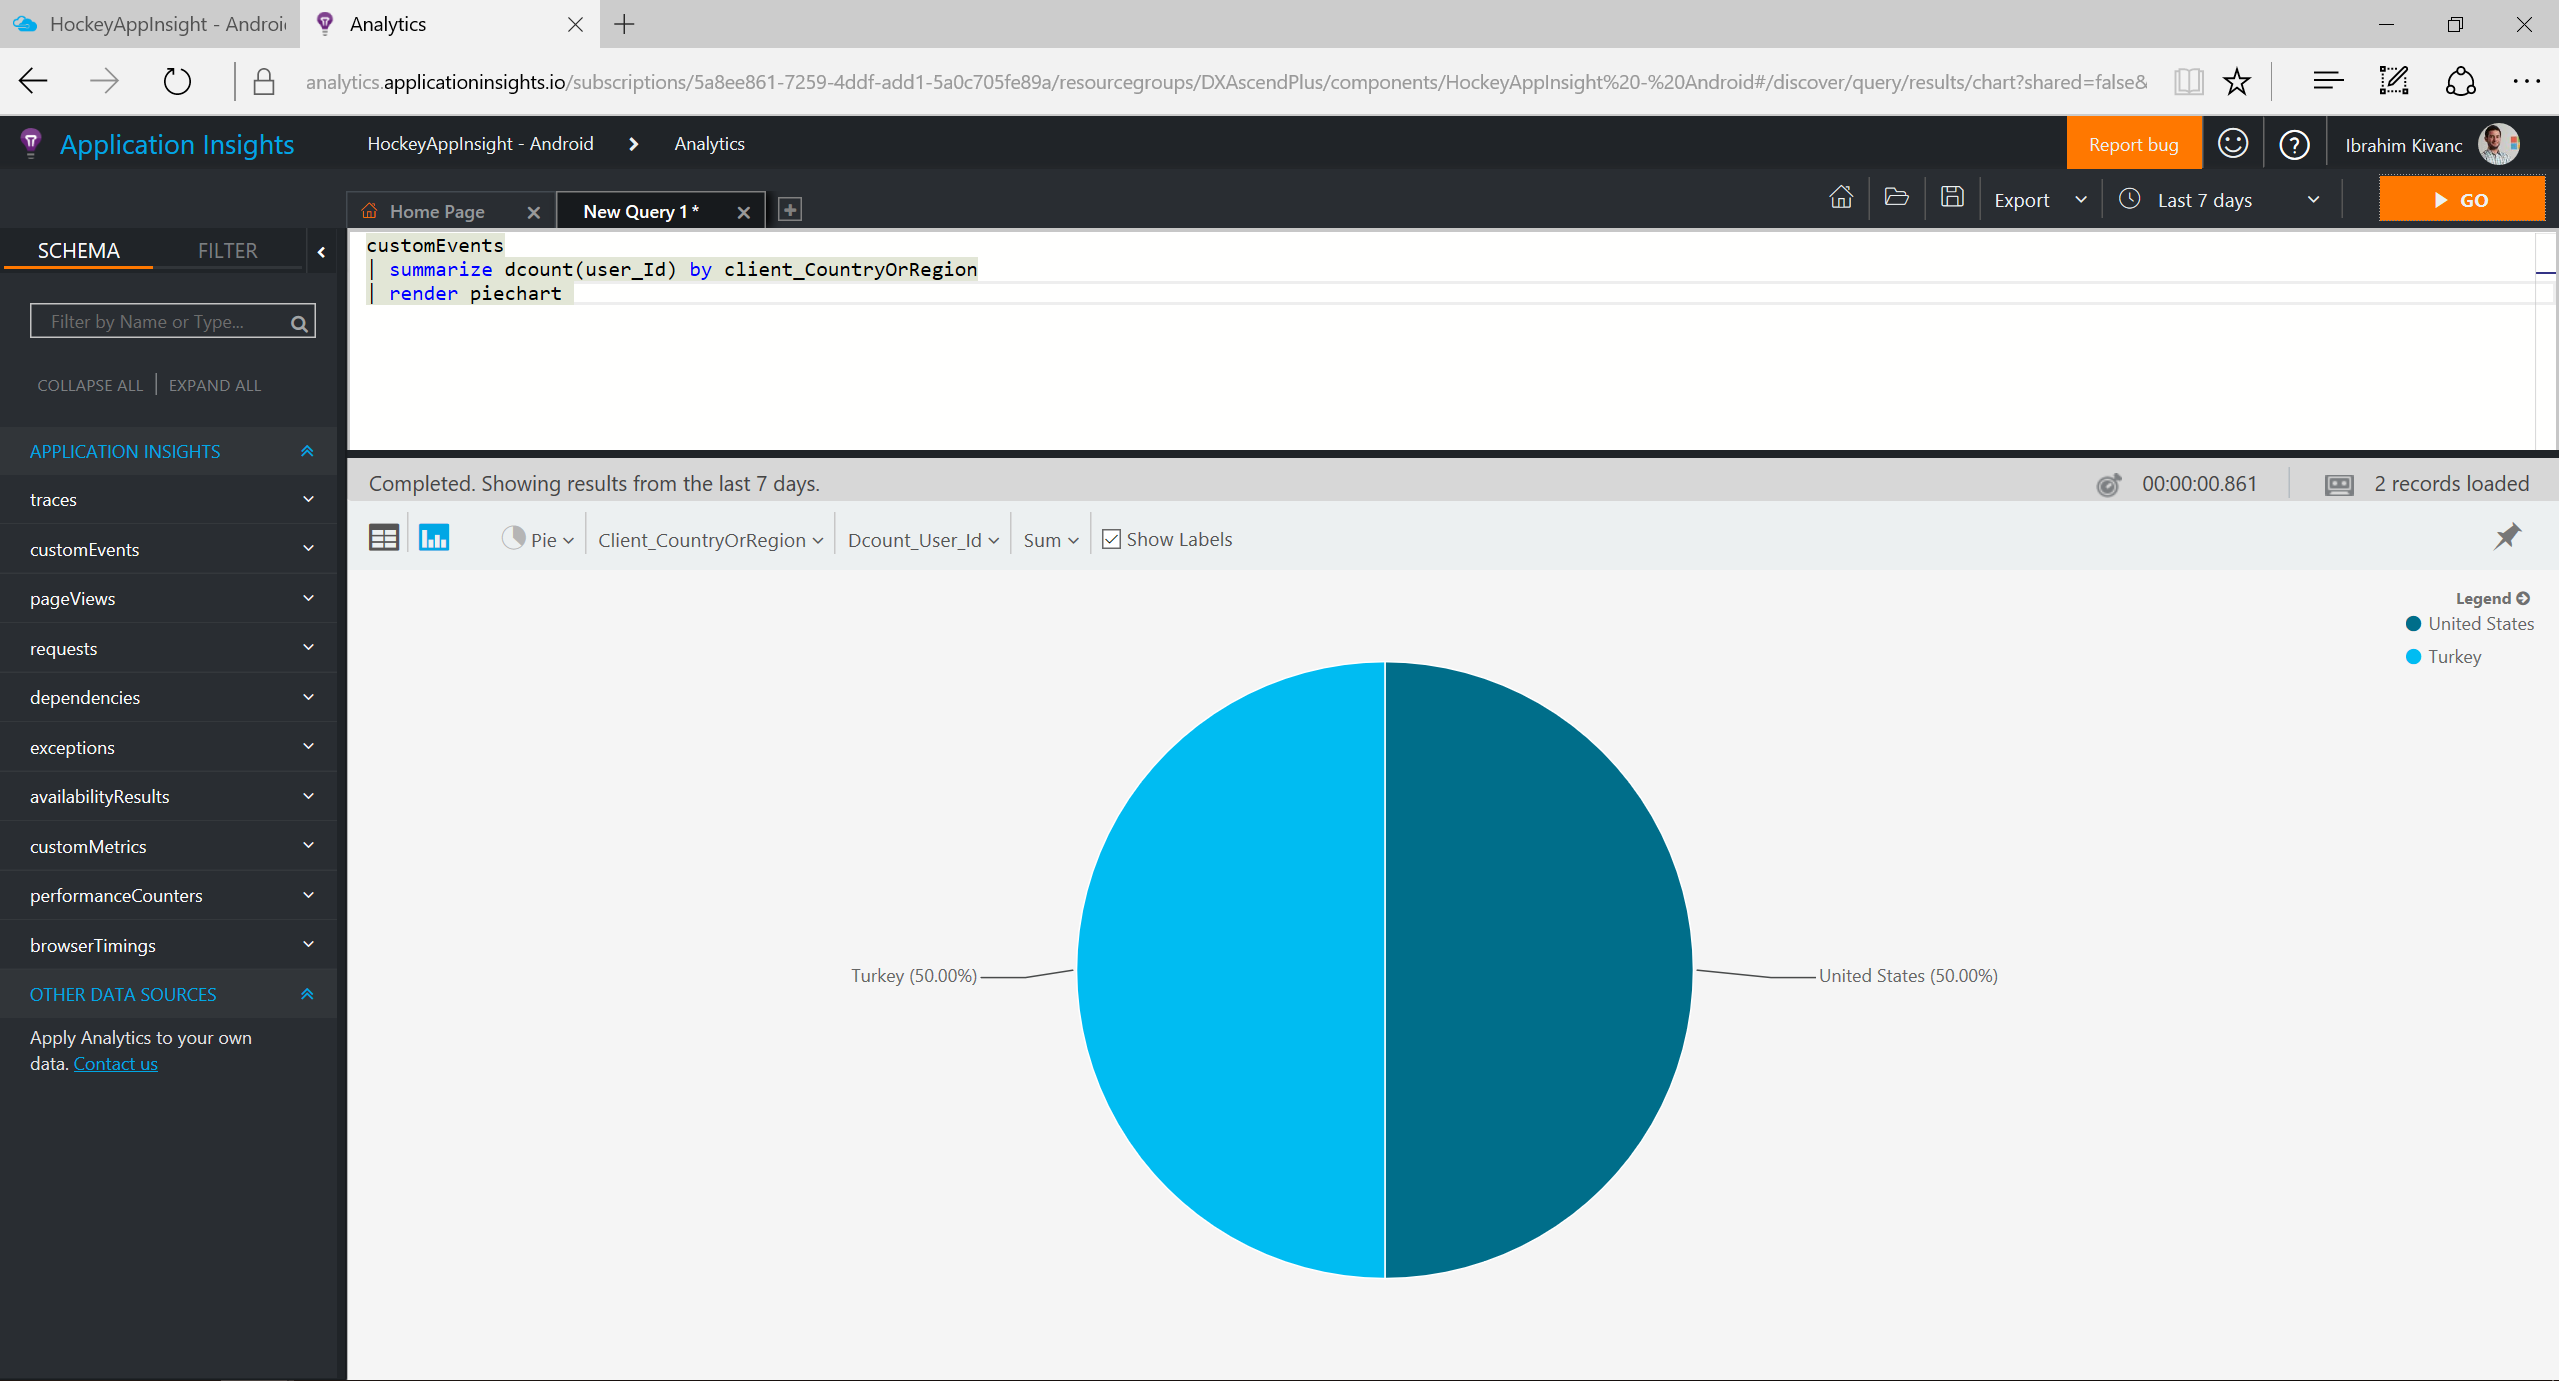 HockeyAppInsight - Androi
Analytics
analytics.applicationinsights.io/subscriptions/5a8ee861-7259-4ddf-add1-5a0c705fe89a/resourcegroups/DXAscendPlus/components/HockeyAppInsight%20-%20Android#/discover/query/results/chart?shared=false&
Application Insights
HockeyAppInsight - Android
Analytics
Report bug
Ibrahim Kivanc
Home Page
New Query 1 *
Export
Last 7 days
GO
SCHEMA
FILTER
Filter by Name or Type...
COLLAPSE ALL | EXPAND ALL
APPLICATION INSIGHTS
traces
customEvents
pageViews
requests
dependencies
exceptions
availabilityResults
customMetrics
performanceCounters
browserTimings
OTHER DATA SOURCES
Apply Analytics to your own
data. Contact us
customEvents
| summarize dcount(user_Id) by client_CountryOrRegion
| render piechart
Completed. Showing results from the last 7 days.
00:00:00.861
2 records loaded
Pie
Client_CountryOrRegion
Dcount_User_Id
Sum
Show Labels
Legend
United States
Turkey
Turkey (50.00%)
United States (50.00%)